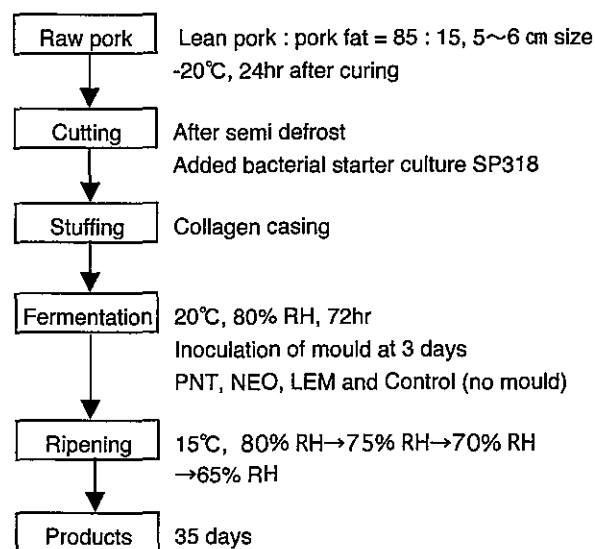 Raw pork Lean pork : pork fat = 85 : 15, 5～6 ㎝ size
-20℃, 24hr after curing
Cutting After semi defrost
Added bacterial starter culture SP318
Stuffing Collagen casing
Fermentation 20℃, 80% RH, 72hr
Inoculation of mould at 3 days
PNT, NEO, LEM and Control (no mould)
Ripening 15℃, 80% RH→75% RH→70% RH
→65% RH
Products 35 days